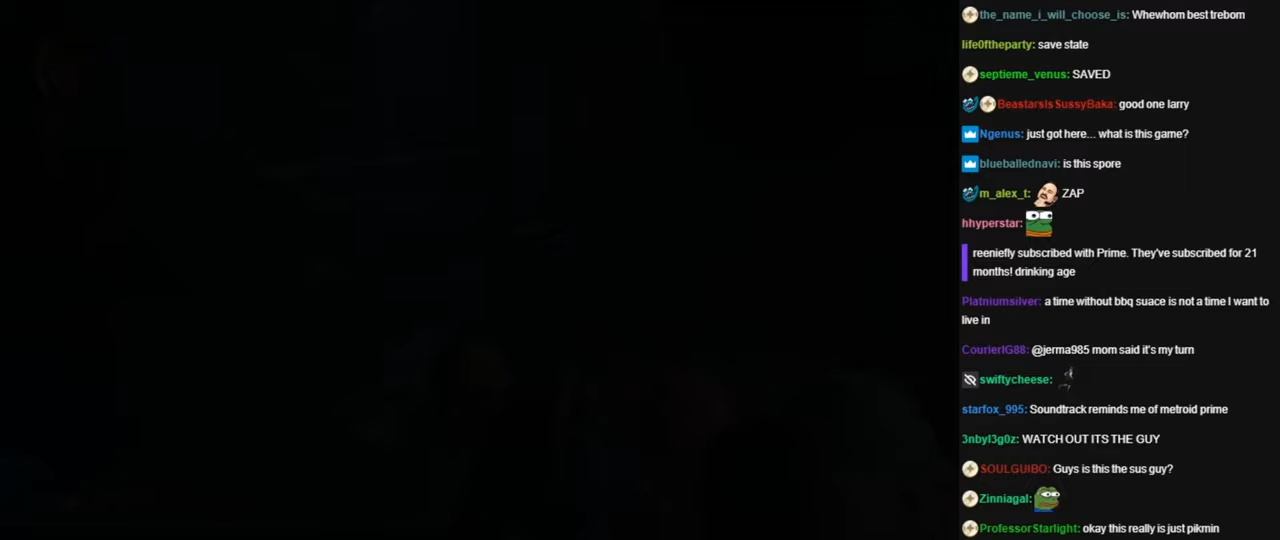 the_name_i_will_choose_is: Whewhorn best treborn
life0ftheparty: save state
septieme_venus: SAVED
BeastarsIsSussyBaka: good one larry
Ngenus: just got here... what is this game?
blueballednavi: is this spore
m_alex_t: ZAP
hhyperstar:
reeniefly subscribed with Prime. They've subscribed for 21
months! drinking age
Platniumsilver: a time without bbq suace is not a time I want to
live in
CourierIG88: @jerma985 mom said it's my turn
swiftycheese:
starfox_995: Soundtrack reminds me of metroid prime
3nbyl3g0z: WATCH OUT ITS THE GUY
SOULGUIBO: Guys is this the sus guy?
Zinniagal:
ProfessorStarlight: okay this really is just pikmin